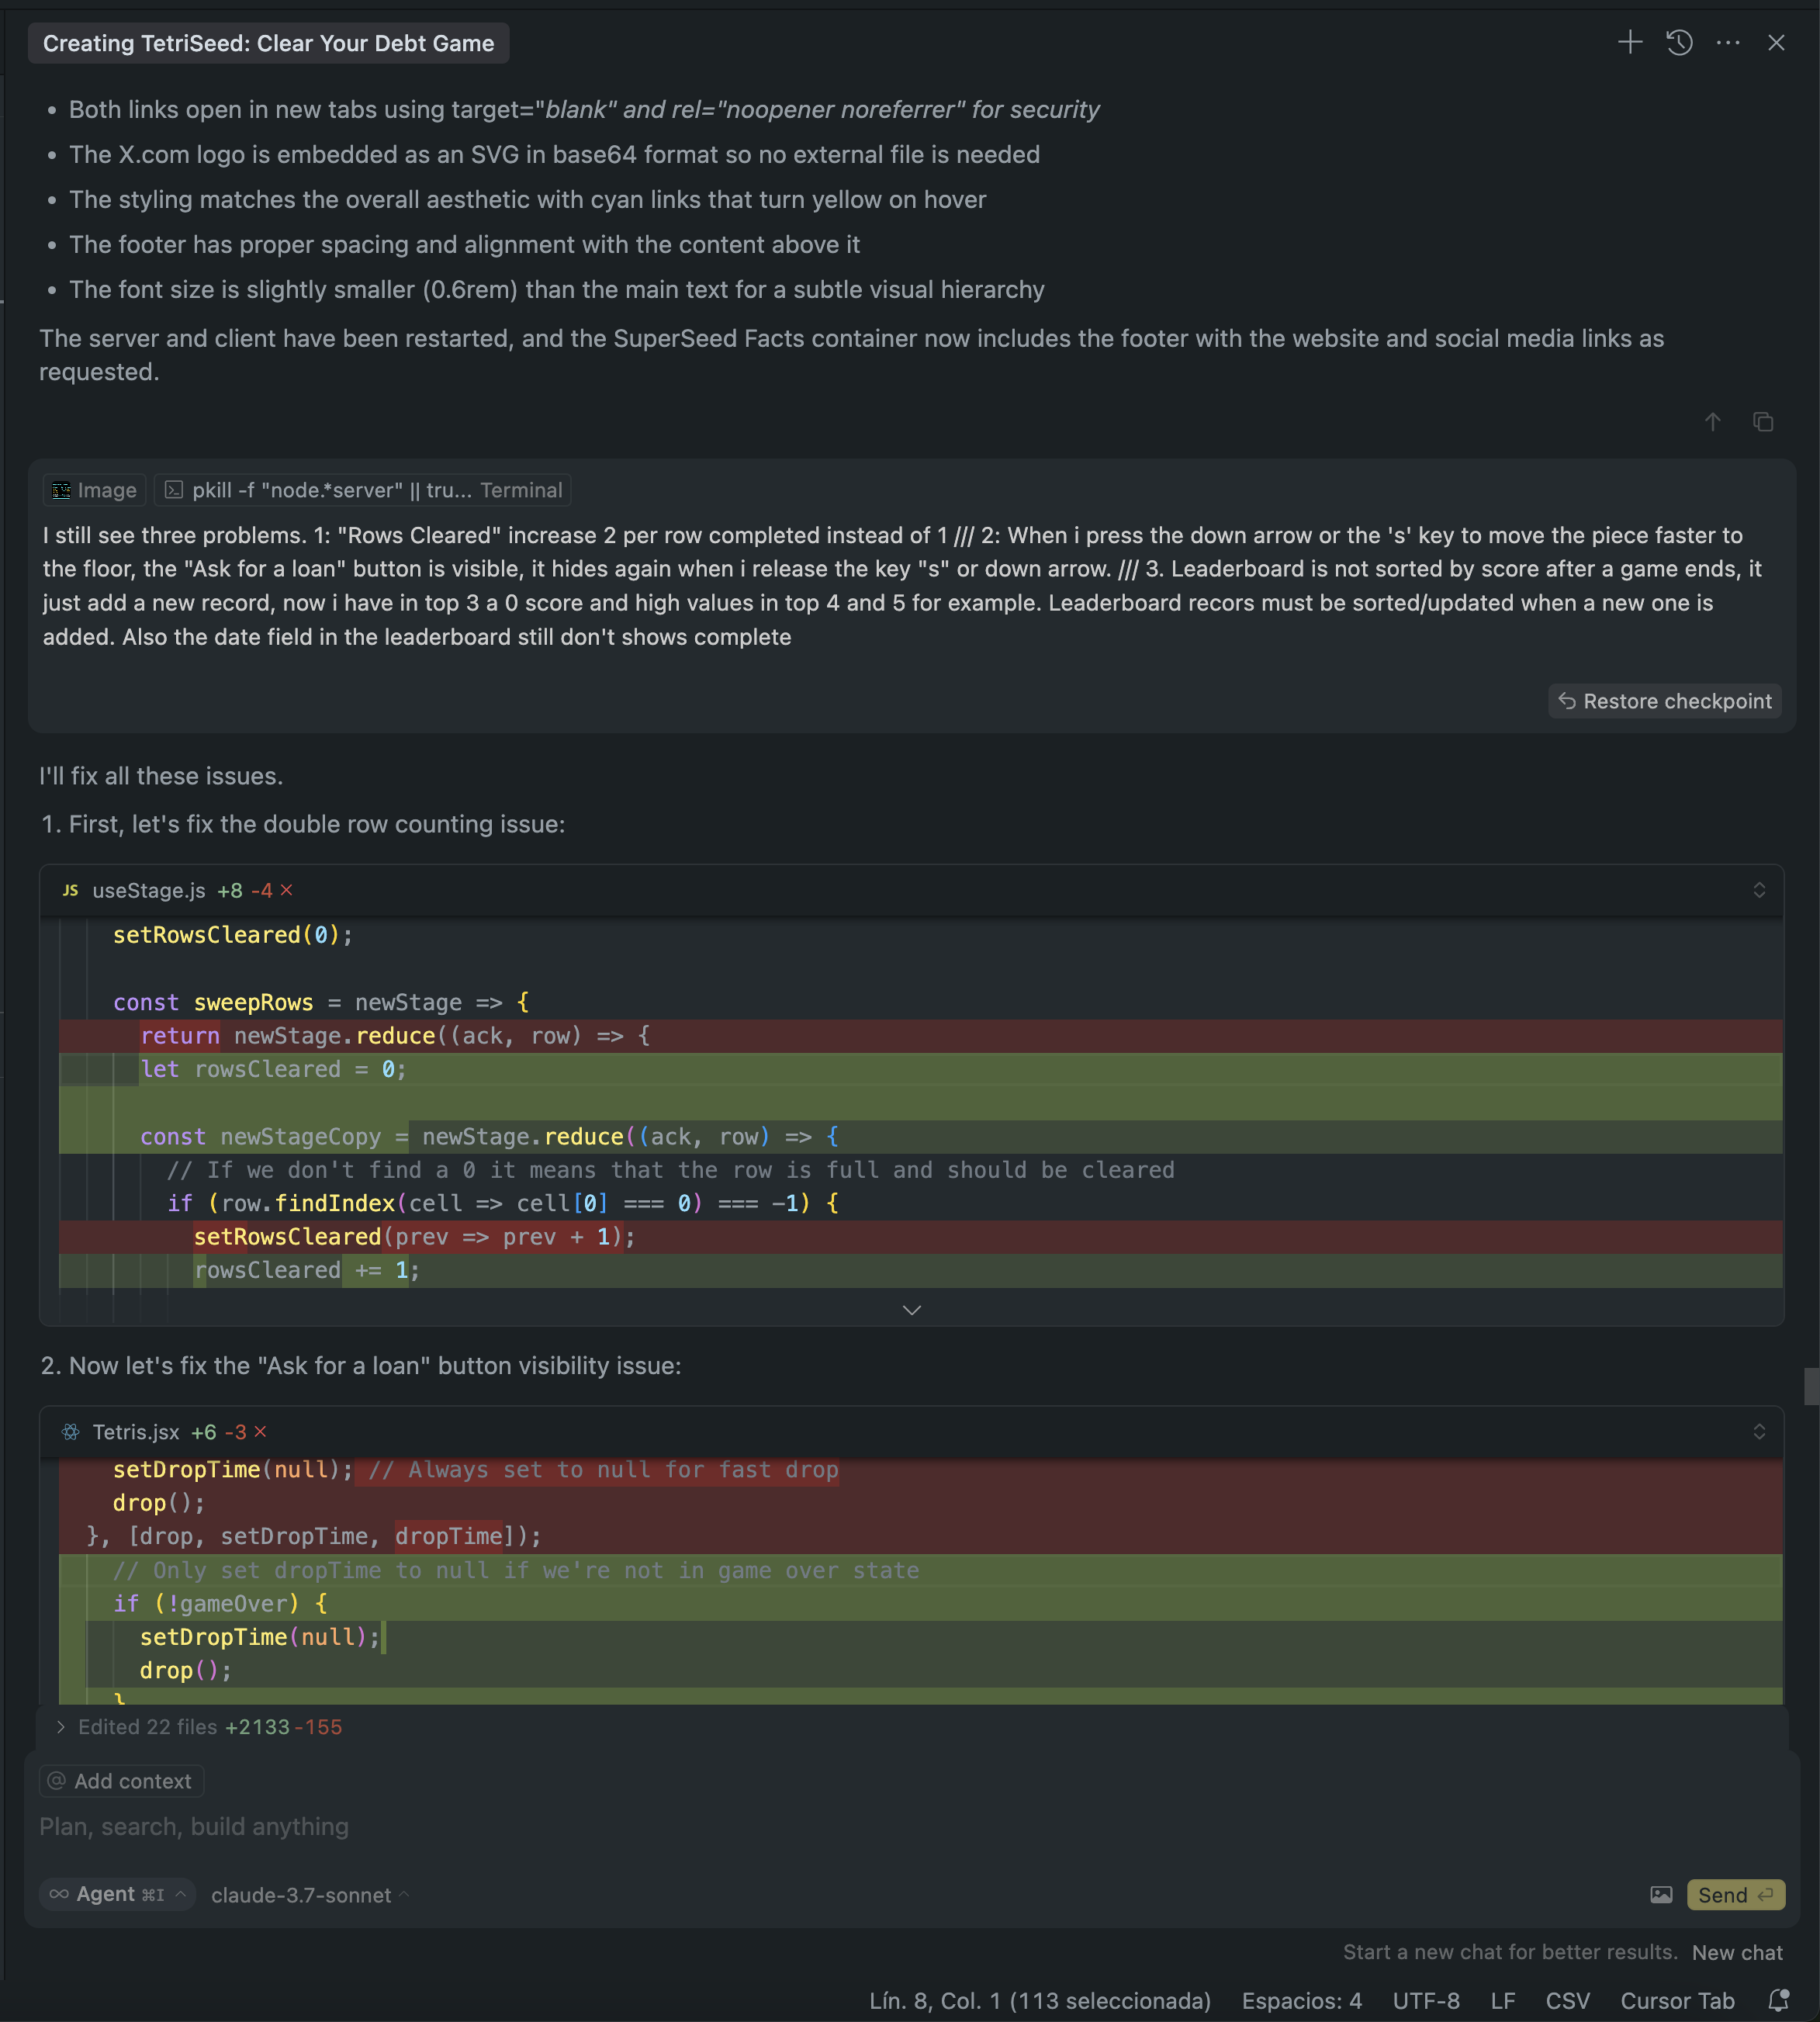 Creating TetriSeed: Clear Your Debt Game
• Both links open in new tabs using target="blank" and rel="noopener noreferrer" for security
• The X.com logo is embedded as an SVG in base64 format so no external file is needed
• The styling matches the overall aesthetic with cyan links that turn yellow on hover
• The footer has proper spacing and alignment with the content above it
• The font size is slightly smaller (0.6rem) than the main text for a subtle visual hierarchy
The server and client have been restarted, and the SuperSeed Facts container now includes the footer with the website and social media links as
requested.
Image pkill -f "node.*server" || tru... Terminal
I still see three problems. 1: "Rows Cleared" increase 2 per row completed instead of 1 /// 2: When i press the down arrow or the 's' key to move the piece faster to
the floor, the "Ask for a loan" button is visible, it hides again when i release the key "s" or down arrow. /// 3. Leaderboard is not sorted by score after a game ends, it
just add a new record, now i have in top 3 a 0 score and high values in top 4 and 5 for example. Leaderboard recors must be sorted/updated when a new one is
added. Also the date field in the leaderboard still don't shows complete
Restore checkpoint
I'll fix all these issues.
1. First, let's fix the double row counting issue:
JS useStage.js +8 -4
setRowsCleared(0);
const sweepRows = newStage => {
return newStage.reduce((ack, row) => {
let rowsCleared = 0;
const newStageCopy = newStage.reduce((ack, row) => {
// If we don't find a 0 it means that the row is full and should be cleared
if (row.findIndex(cell => cell[0] === 0) === -1) {
setRowsCleared(prev => prev + 1);
rowsCleared += 1;
2. Now let's fix the "Ask for a loan" button visibility issue:
Tetris.jsx +6 -3
setDropTime(null); // Always set to null for fast drop
drop();
}, [drop, setDropTime, dropTime]);
// Only set dropTime to null if we're not in game over state
if (!gameOver) {
setDropTime(null);
drop();
}
Edited 22 files +2133 -155
@ Add context
Plan, search, build anything
Agent ⌘I claude-3.7-sonnet
Send
Start a new chat for better results. New chat
Lín. 8, Col. 1 (113 seleccionada) Espacios: 4 UTF-8 LF CSV Cursor Tab